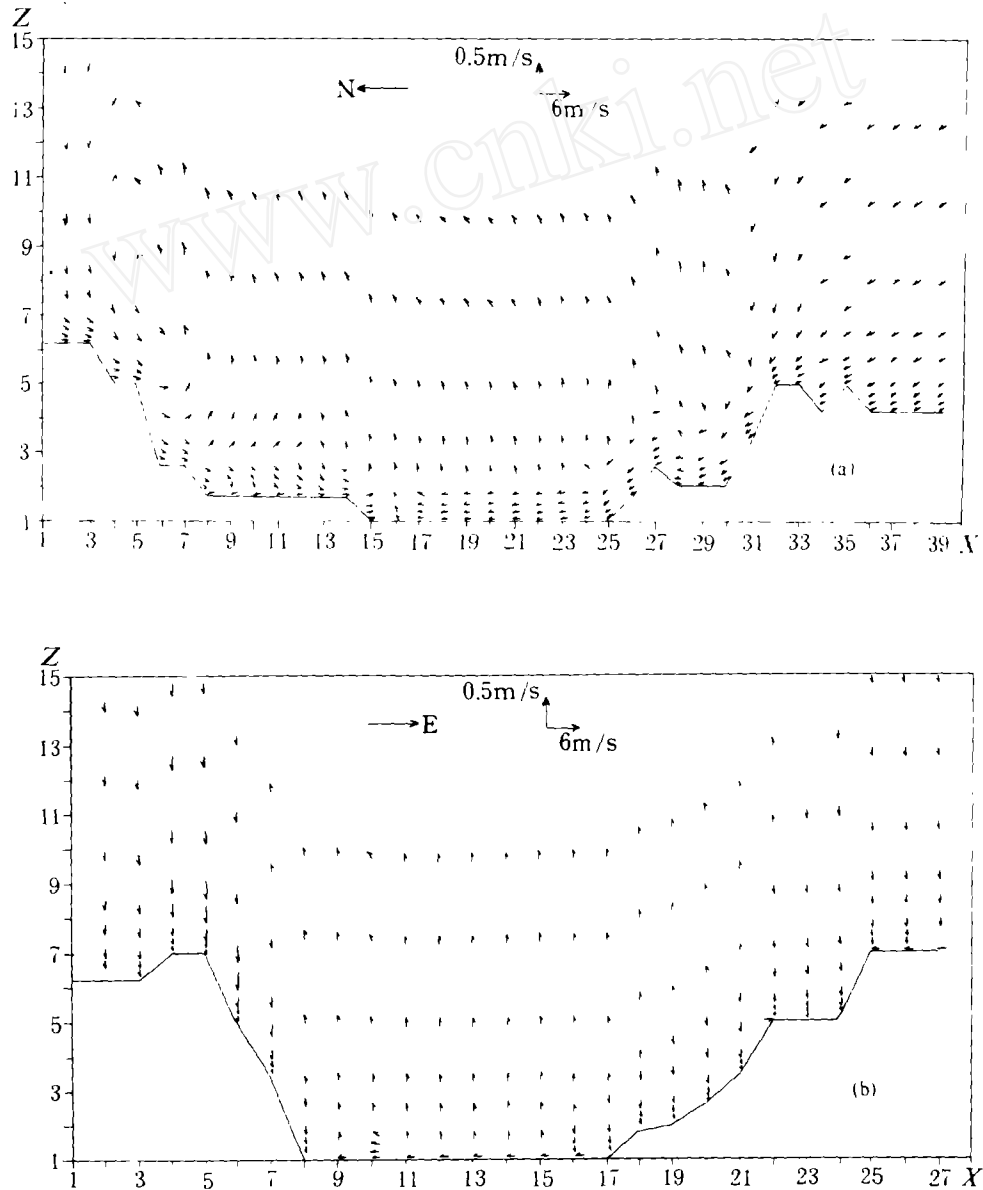 Z
15
0.5m/s
N
6m/s
13
11
9
7
5
3
(a)
1
1 3 5 7 9 11 13 15 17 19 21 23 25 27 29 31 33 35 37 39 X
www.cnki.net
Z
15
0.5m/s
E
6m/s
13
11
9
7
5
3
(b)
1
1 3 5 7 9 11 13 15 17 19 21 23 25 27 X